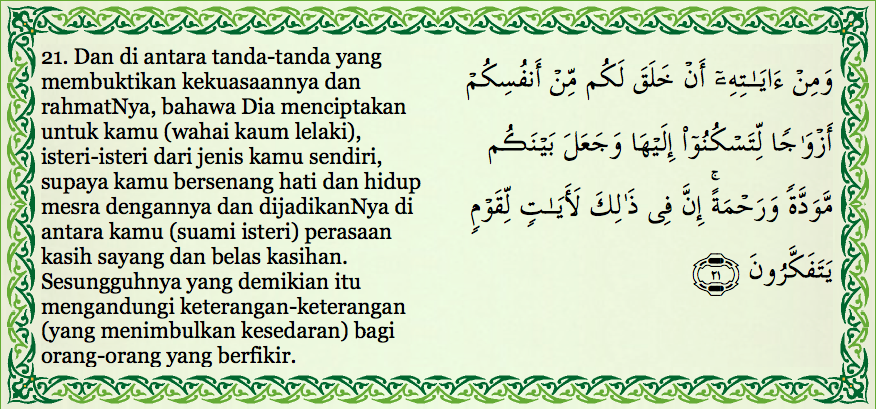 21. Dan di antara tanda-tanda yang
membuktikan kekuasaannya dan
rahmatNya, bahawa Dia menciptakan
untuk kamu (wahai kaum lelaki),
isteri-isteri dari jenis kamu sendiri,
supaya kamu bersenang hati dan hidup
mesra dengannya dan dijadikanNya di
antara kamu (suami isteri) perasaan
kasih sayang dan belas kasihan.
Sesungguhnya yang demikian itu
mengandungi keterangan-keterangan
(yang menimbulkan kesedaran) bagi
orang-orang yang berfikir.
وَمِنْ ءَايَـٰتِهِۦٓ أَنْ خَلَقَ لَكُم مِّنْ أَنفُسِكُمْ
أَزْوَٰجًا لِّتَسْكُنُوٓا۟ إِلَيْهَا وَجَعَلَ بَيْنَكُم
مَّوَدَّةً وَرَحْمَةً ۚ إِنَّ فِى ذَٰلِكَ لَأَيَـٰتٍ لِّقَوْمٍ
يَتَفَكَّرُونَ ٢١